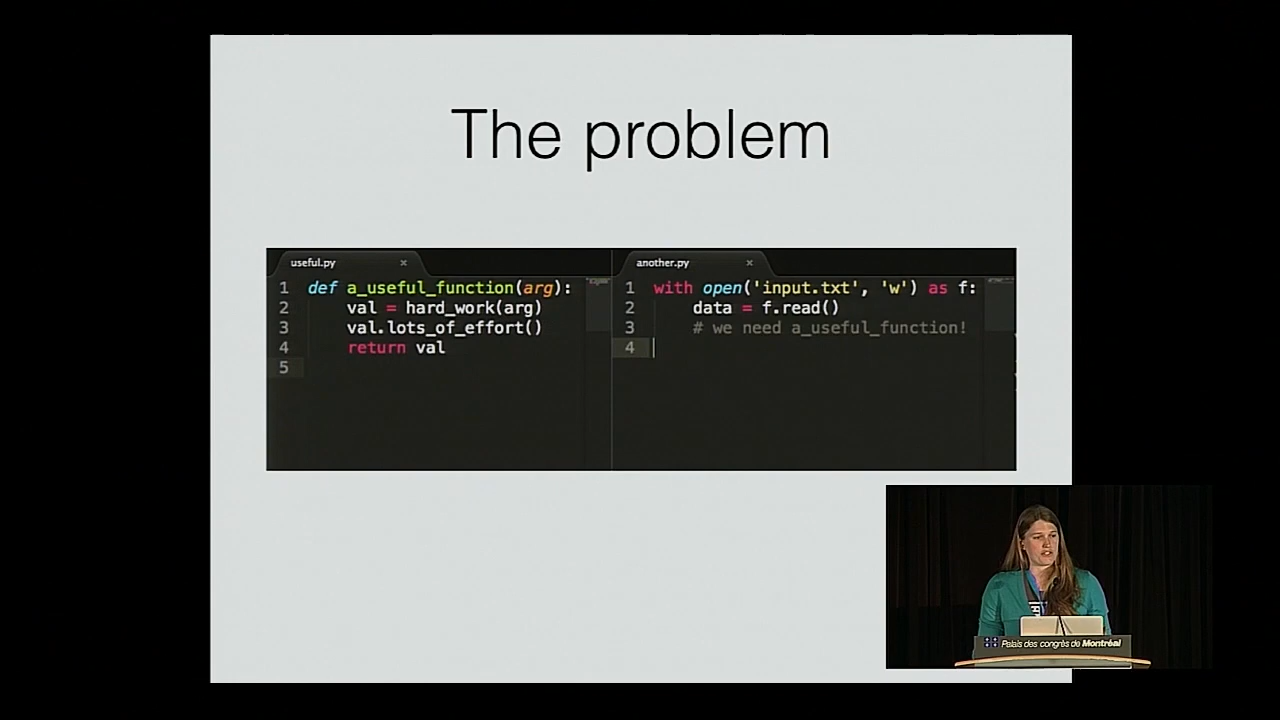 The problem
useful.py ×
1 def a_useful_function(arg):
2 val = hard_work(arg)
3 val.lots_of_effort()
4 return val
5
another.py ×
1 with open('input.txt', 'w') as f:
2 data = f.read()
3 # we need a_useful_function!
4
Palais des congrès de Montréal